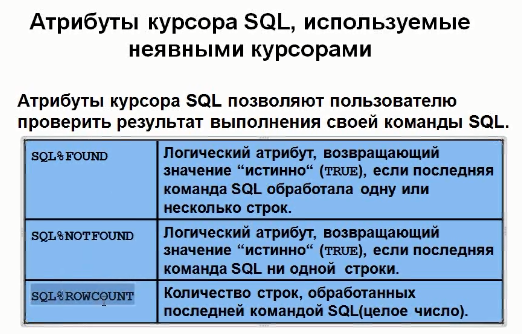 Атрибуты курсора SQL, используемые
неявными курсорами
Атрибуты курсора SQL позволяют пользователю
проверить результат выполнения своей команды SQL.
SQL%FOUND
Логический атрибут, возвращающий
значение “истинно“ (TRUE), если последняя
команда SQL обработала одну или
несколько строк.
SQL%NOTFOUND
Логический атрибут, возвращающий
значение “истинно“ (TRUE), если последняя
команда SQL ни одной строки.
SQL%ROWCOUNT
Количество строк, обработанных
последней командой SQL(целое число).